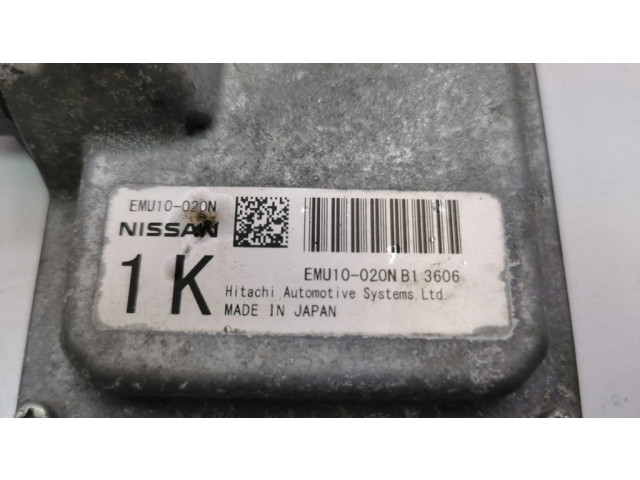 EMU10-020N
NISSAN
1K
EMU10-020N B1 3606
Hitachi Automotive Systems, Ltd.
MADE IN JAPAN